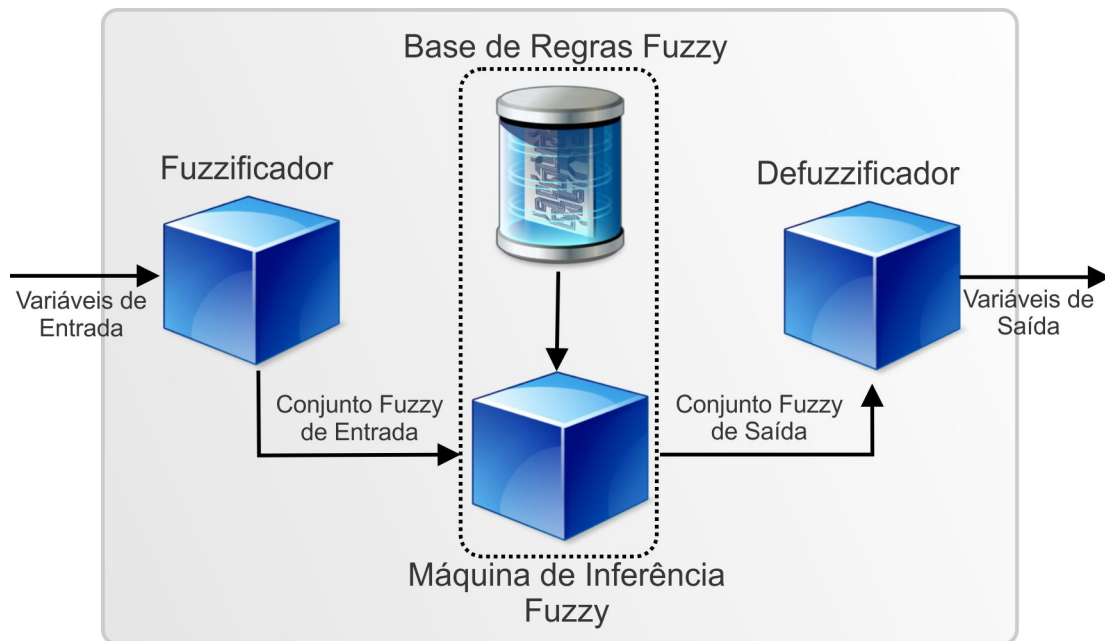 Base de Regras Fuzzy
Fuzzificador
Defuzzificador
Variáveis de
Entrada
Variáveis de
Saída
Conjunto Fuzzy
de Entrada
Conjunto Fuzzy
de Saída
Máquina de Inferência
Fuzzy